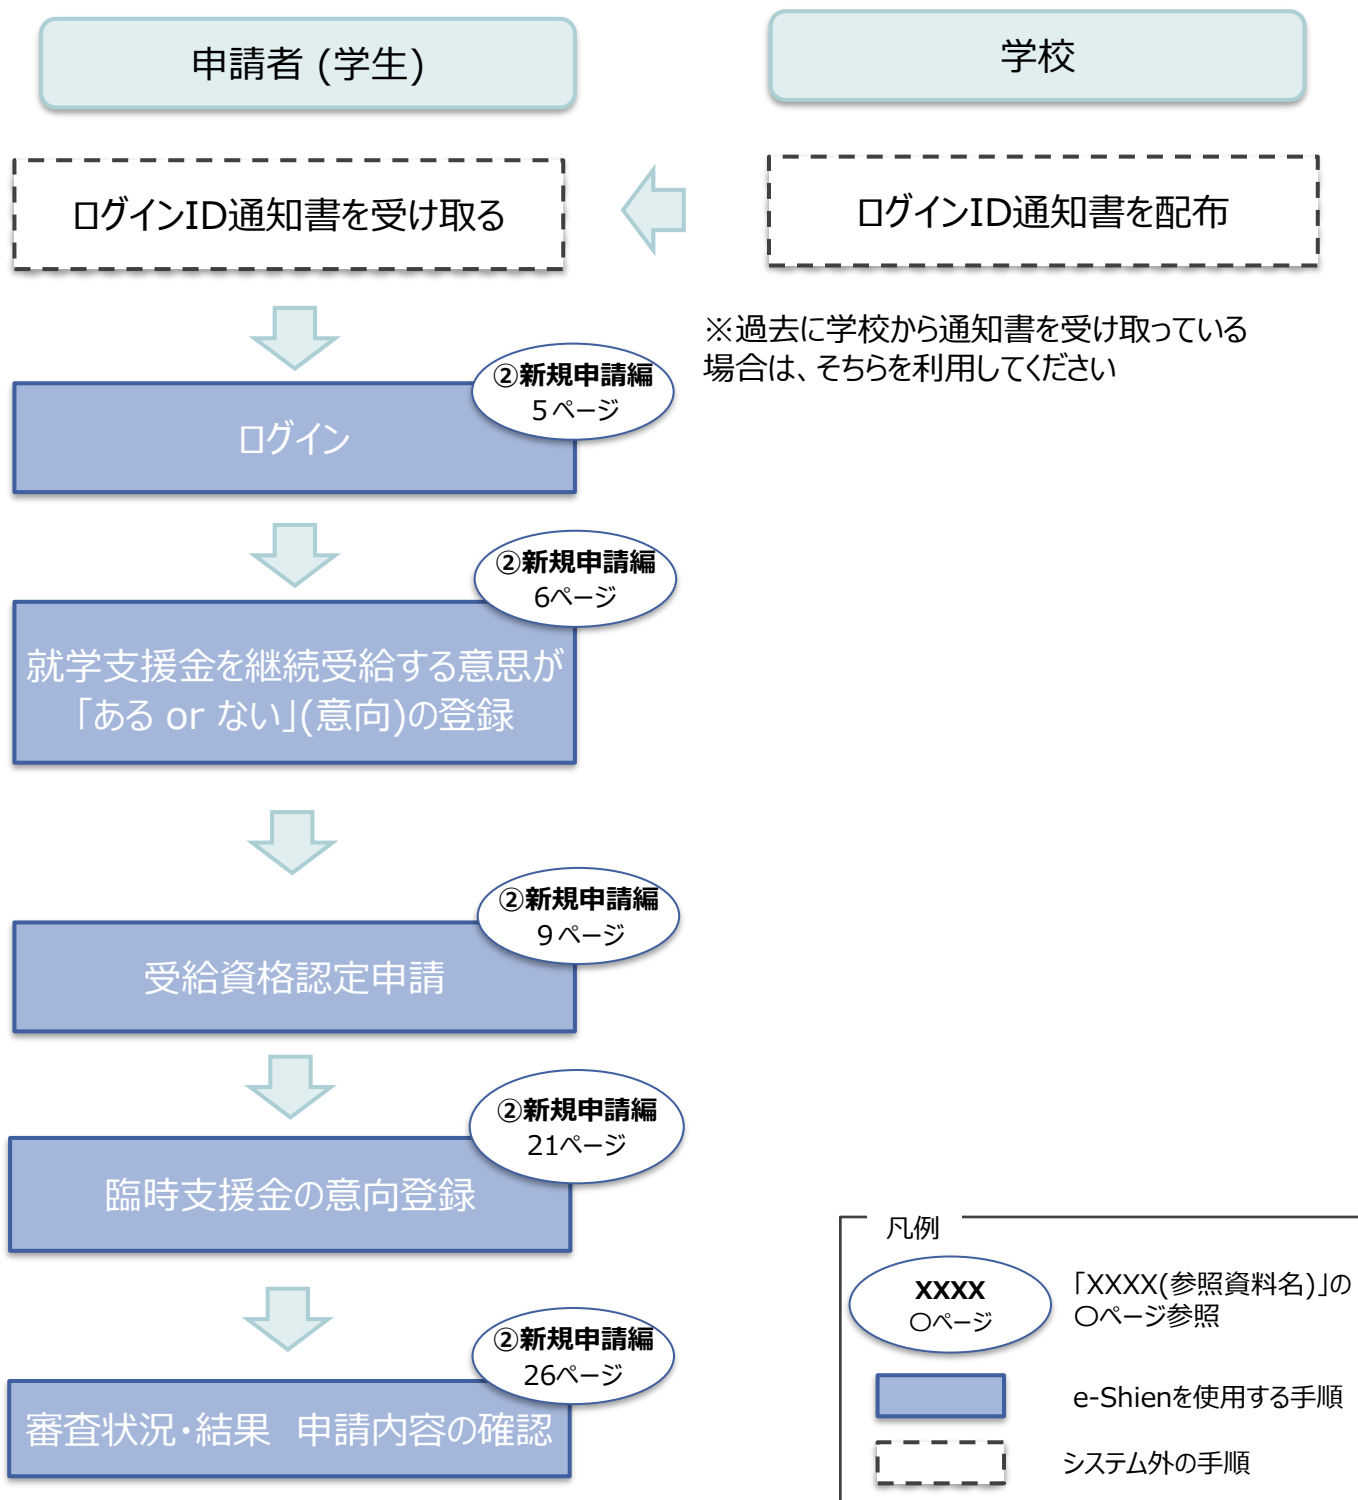 申請者 (学生)
学校
ログインID通知書を受け取る
ログインID通知書を配布
※過去に学校から通知書を受け取っている
場合は、そちらを利用してください
②新規申請編
5ページ
ログイン
②新規申請編
6ページ
就学支援金を継続受給する意思が
「ある or ない」(意向)の登録
②新規申請編
9ページ
受給資格認定申請
②新規申請編
21ページ
臨時支援金の意向登録
②新規申請編
26ページ
審査状況・結果　申請内容の確認
凡例
XXXX
〇ページ
「XXXX(参照資料名)」の
〇ページ参照
e-Shienを使用する手順
システム外の手順